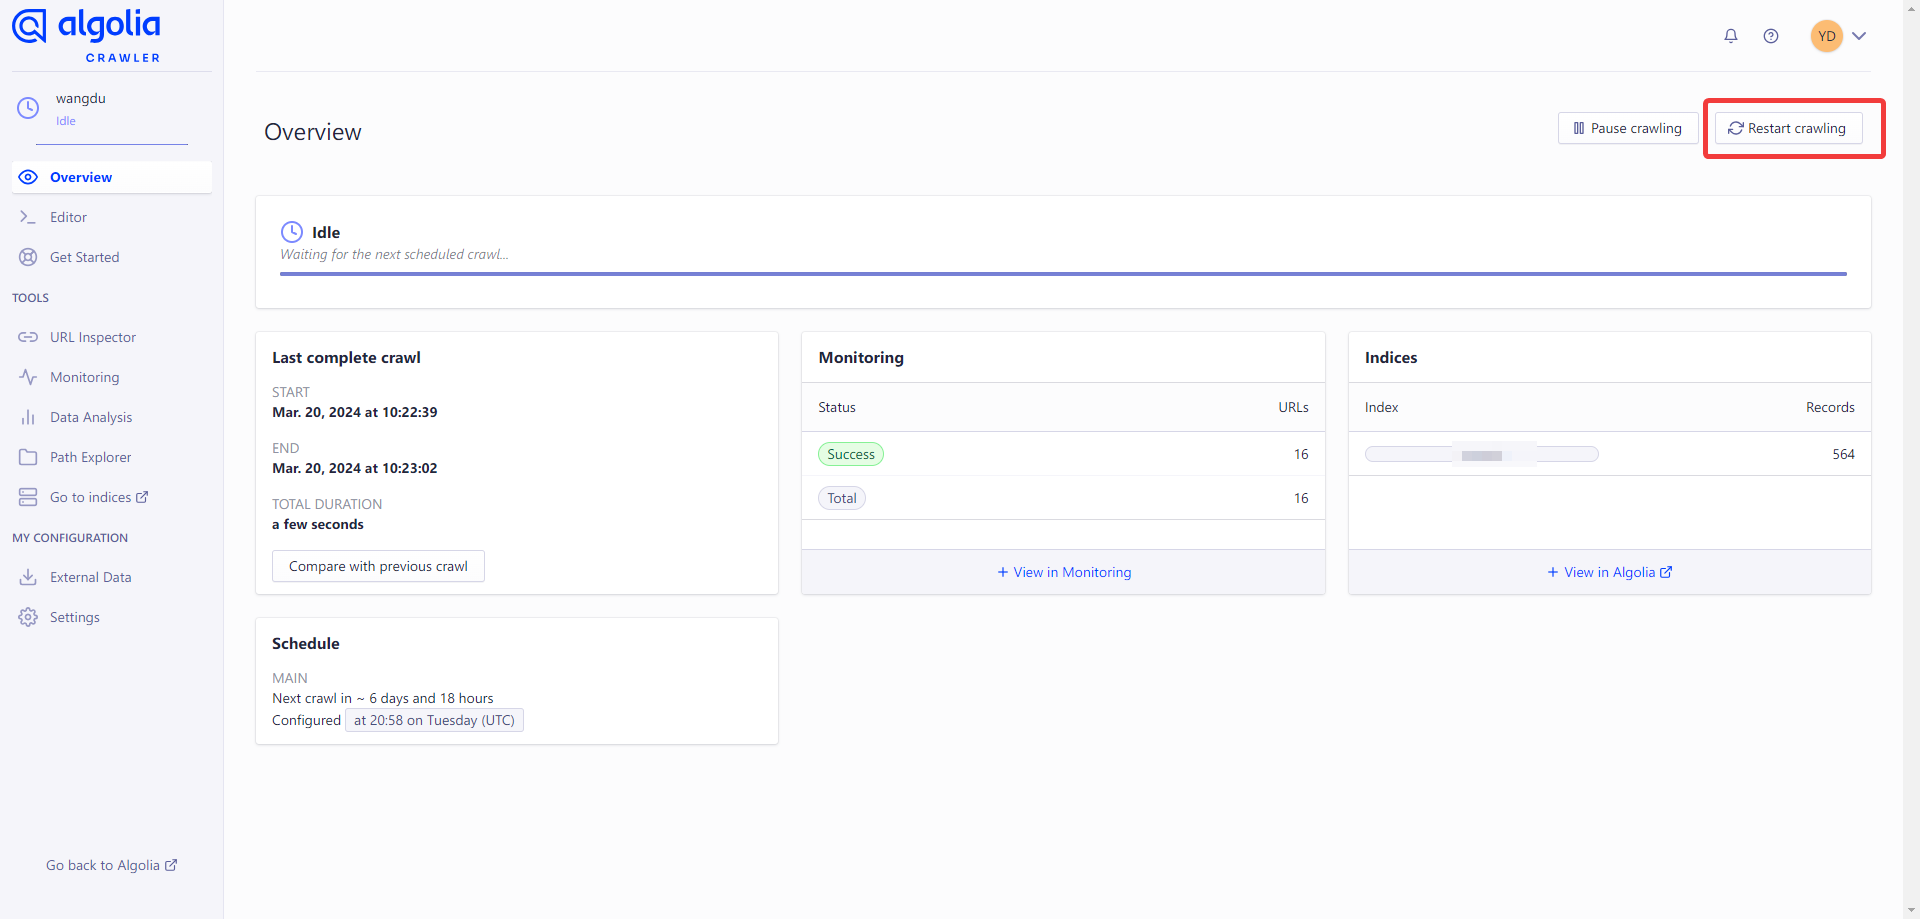 algolia
CRAWLER
wangdu
Idle
Overview
Editor
Get Started
TOOLS
URL Inspector
Monitoring
Data Analysis
Path Explorer
Go to indices
MY CONFIGURATION
External Data
Settings
Go back to Algolia
YD
Overview
Pause crawling
Restart crawling
Idle
Waiting for the next scheduled crawl...
Last complete crawl
START
Mar. 20, 2024 at 10:22:39
END
Mar. 20, 2024 at 10:23:02
TOTAL DURATION
a few seconds
Compare with previous crawl
Monitoring
Status URLs
Success 16
Total 16
+ View in Monitoring
Indices
Index Records
564
+ View in Algolia
Schedule
MAIN
Next crawl in ~ 6 days and 18 hours
Configured at 20:58 on Tuesday (UTC)